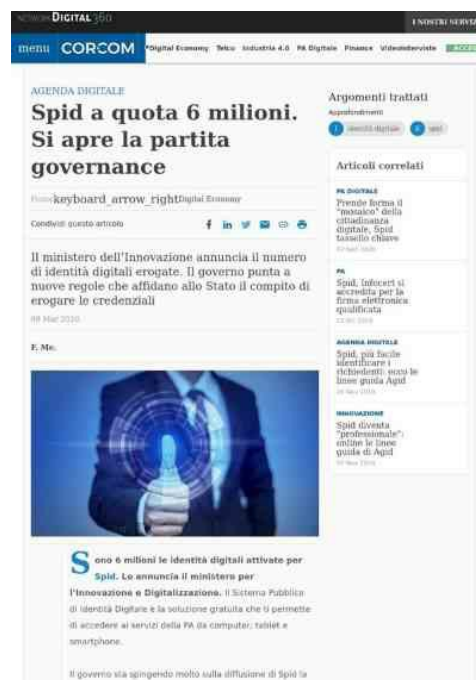 NETWORK DIGITAL 360
I NOSTRI SERVIZ
menu CORCOM
Digital Economy Telco Industria 4.0 PA Digitale Finance Videointerviste ACCE
AGENDA DIGITALE
Spid a quota 6 milioni.
Si apre la partita
governance
Home keyboard_arrow_right Digital Economy
Condividi questo articolo
Il ministero dell'Innovazione annuncia il numero
di identità digitali erogate. Il governo punta a
nuove regole che affidano allo Stato il compito di
erogare le credenziali
09 Mar 2020
F. Me.
Sono 6 milioni le identità digitali attivate per
Spid. Lo annuncia il ministero per
l'Innovazione e Digitalizzazione. Il Sistema Pubblico
di Identità Digitale è la soluzione gratuita che ti permette
di accedere ai servizi della PA da computer, tablet e
smartphone.
Il governo sta spingendo molto sulla diffusione di Spid la
Argomenti trattati
Approfondimenti
I identità digitale
S spid
Articoli correlati
PA DIGITALE
Prende forma il
"mosaico" della
cittadinanza
digitale, Spid
tassello chiave
PA
Spid, Infocert si
accredita per la
firma elettronica
qualificata
AGENDA DIGITALE
Spid, più facile
identificare i
richiedenti: ecco le
linee guida Agid
INNOVAZIONE
Spid diventa
"professionale":
online le linee
guida di Agid